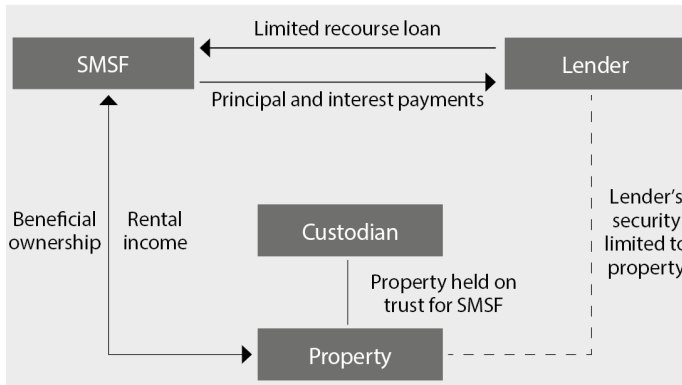 Limited recourse loan
SMSF
Lender
Principal and interest payments
Beneficial
ownership
Rental
income
Custodian
Lender's
security
limited to
property
Property held on
trust for SMSF
Property